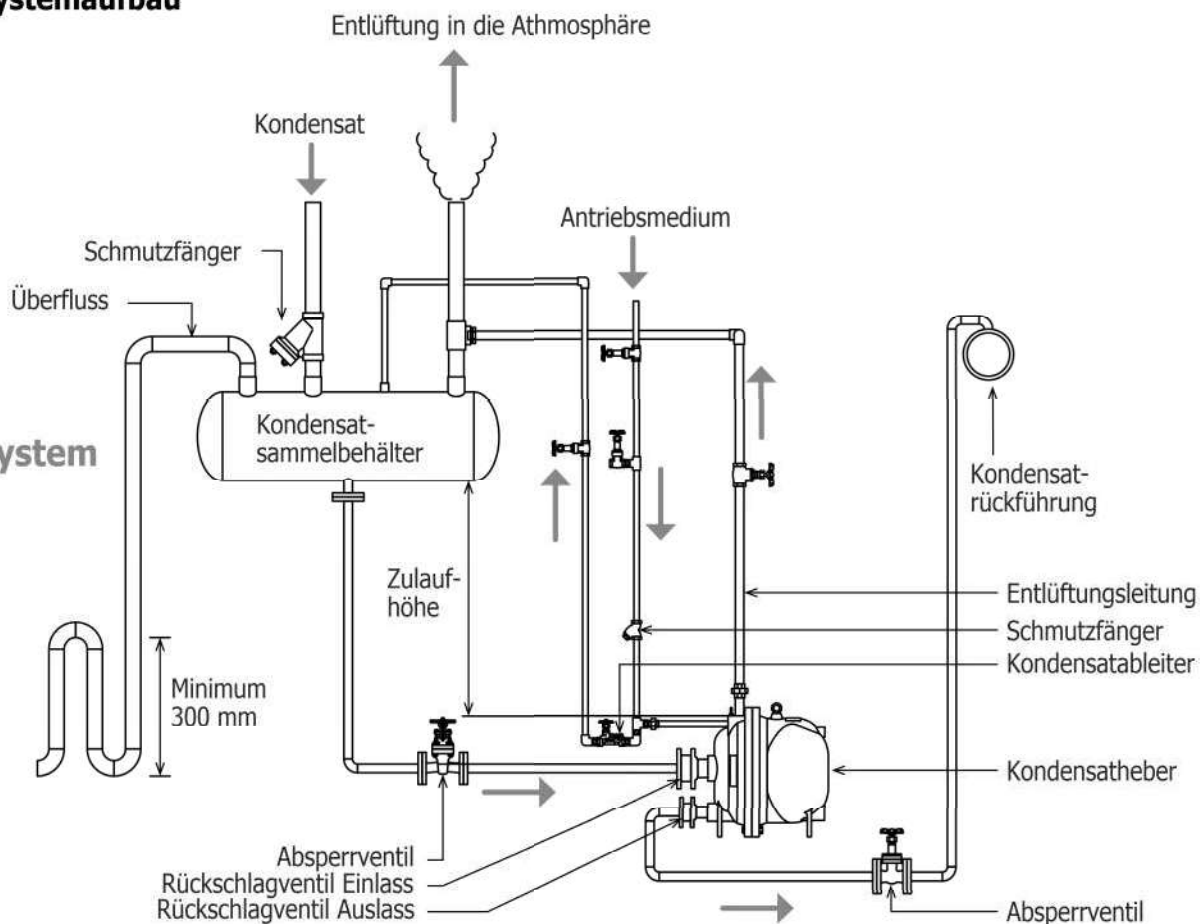 ystemaufbau
Entlüftung in die Athmosphäre
Kondensat
Antriebsmedium
Schmutzfänger
Überfluss
Kondensat-
sammelbehälter
ystem
Kondensat-
rückführung
Zulauf-
höhe
Entlüftungsleitung
Schmutzfänger
Kondensatableiter
Minimum
300 mm
Kondensatheber
Absperrventil
Rückschlagventil Einlass
Rückschlagventil Auslass
Absperrventil